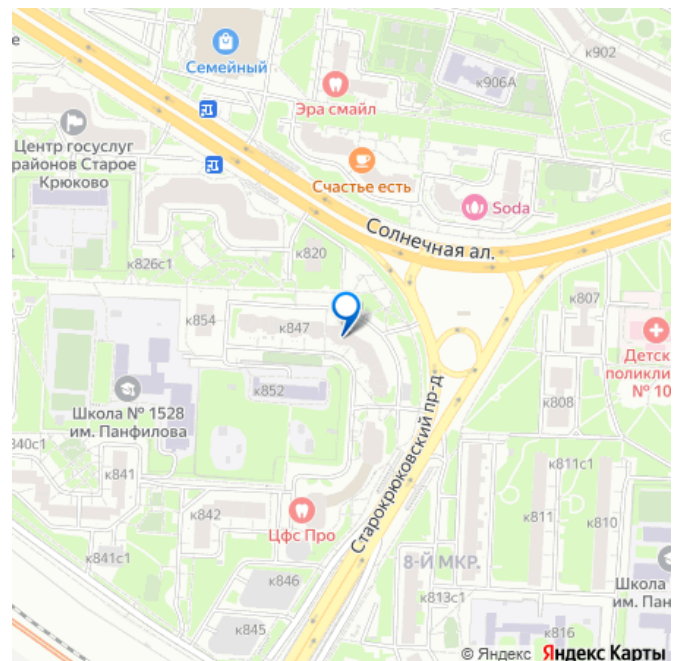 е
Семейный
к902
к906А
Эра смайл
Центр госуслуг
районов Старое
Крюково
Счастье есть
Soda
Солнечная ал.
к820
к826с1
4
к807
к854
к847
Детск
поликли
№ 10
к852
к808
Школа № 1528
им. Панфилова
Старокрюковский пр-д
840с1
к841
к811с1
к842
к811
к810
Цфс Про
к841с1
8-Й МКР.
к846
Школа
им. Пан
к813с1
к845
к816
© Яндекс Яндекс Карты